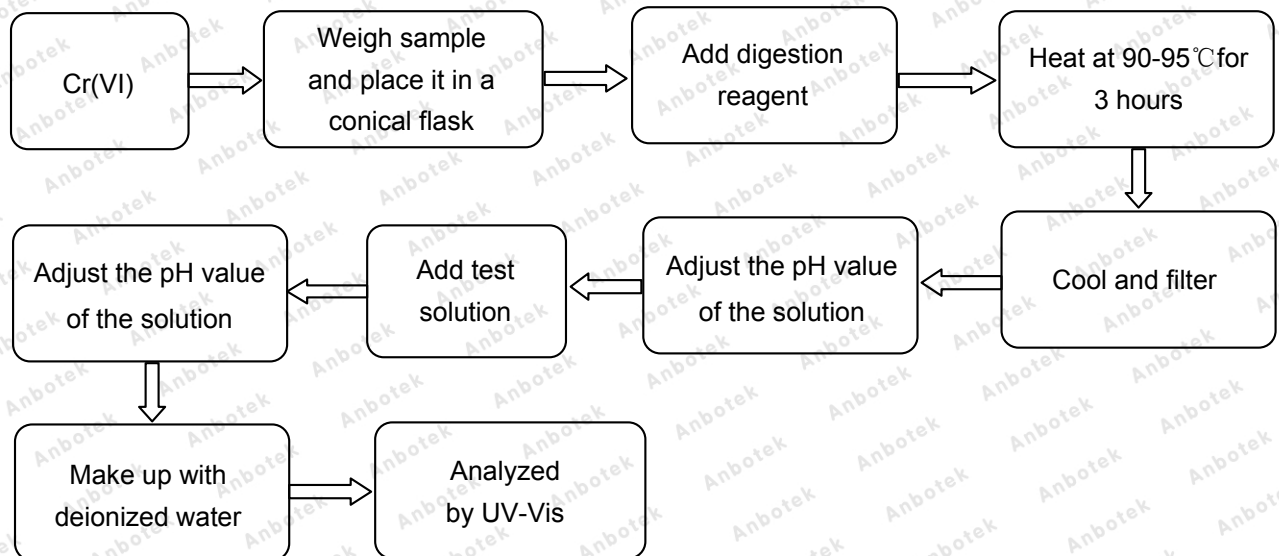 Cr(VI)
Weigh sample
and place it in a
conical flask
Add digestion
reagent
Heat at 90-95℃for
3 hours
Cool and filter
Adjust the pH value
of the solution
Add test
solution
Adjust the pH value
of the solution
Make up with
deionized water
Analyzed
by UV-Vis
Anbotek